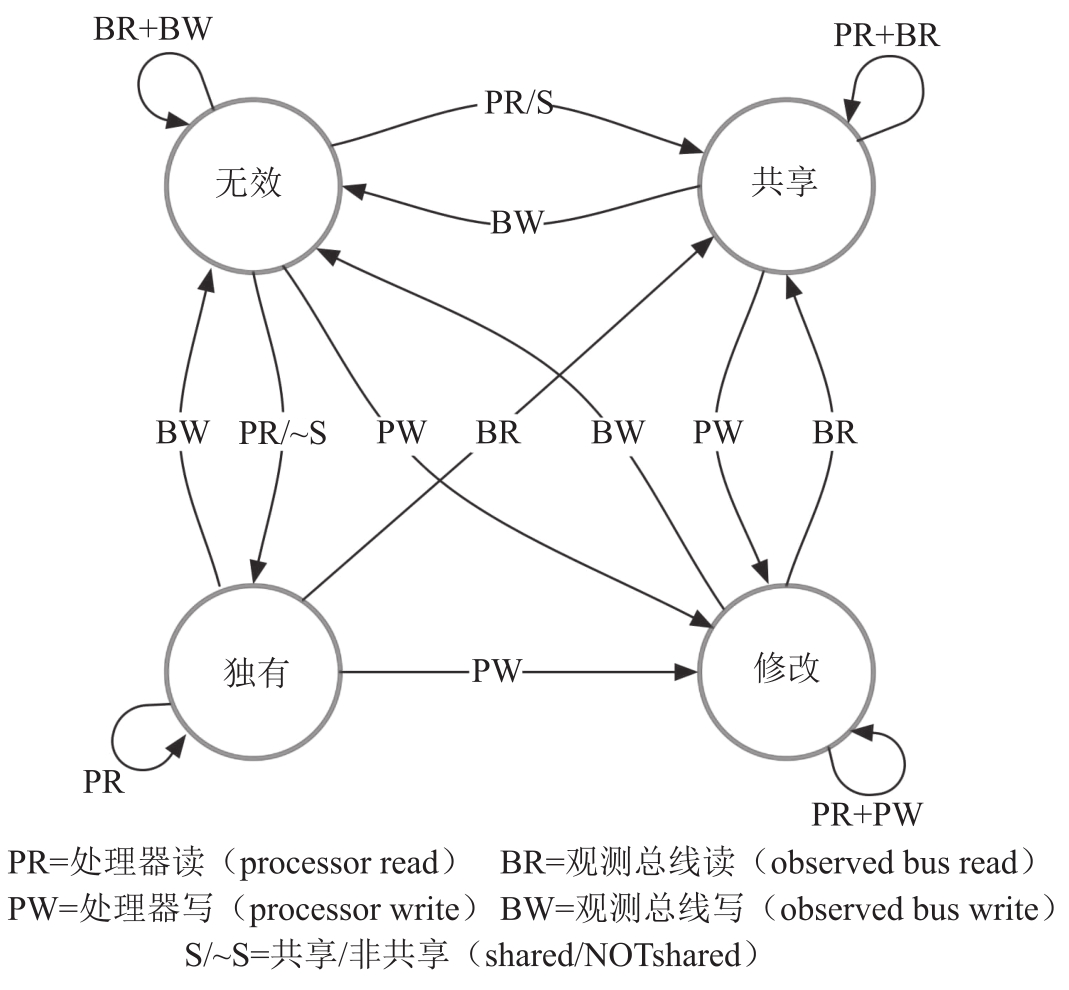 BR+BW
PR+BR
PR/S
无效
共享
BW
BW
PR/~S
PW
BR
BW
PW
BR
独有
PW
修改
PR
PR+PW
PR=处理器读（processor read） BR=观测总线读（observed bus read）
PW=处理器写（processor write） BW=观测总线写（observed bus write）
S/~S=共享/非共享（shared/NOTshared）